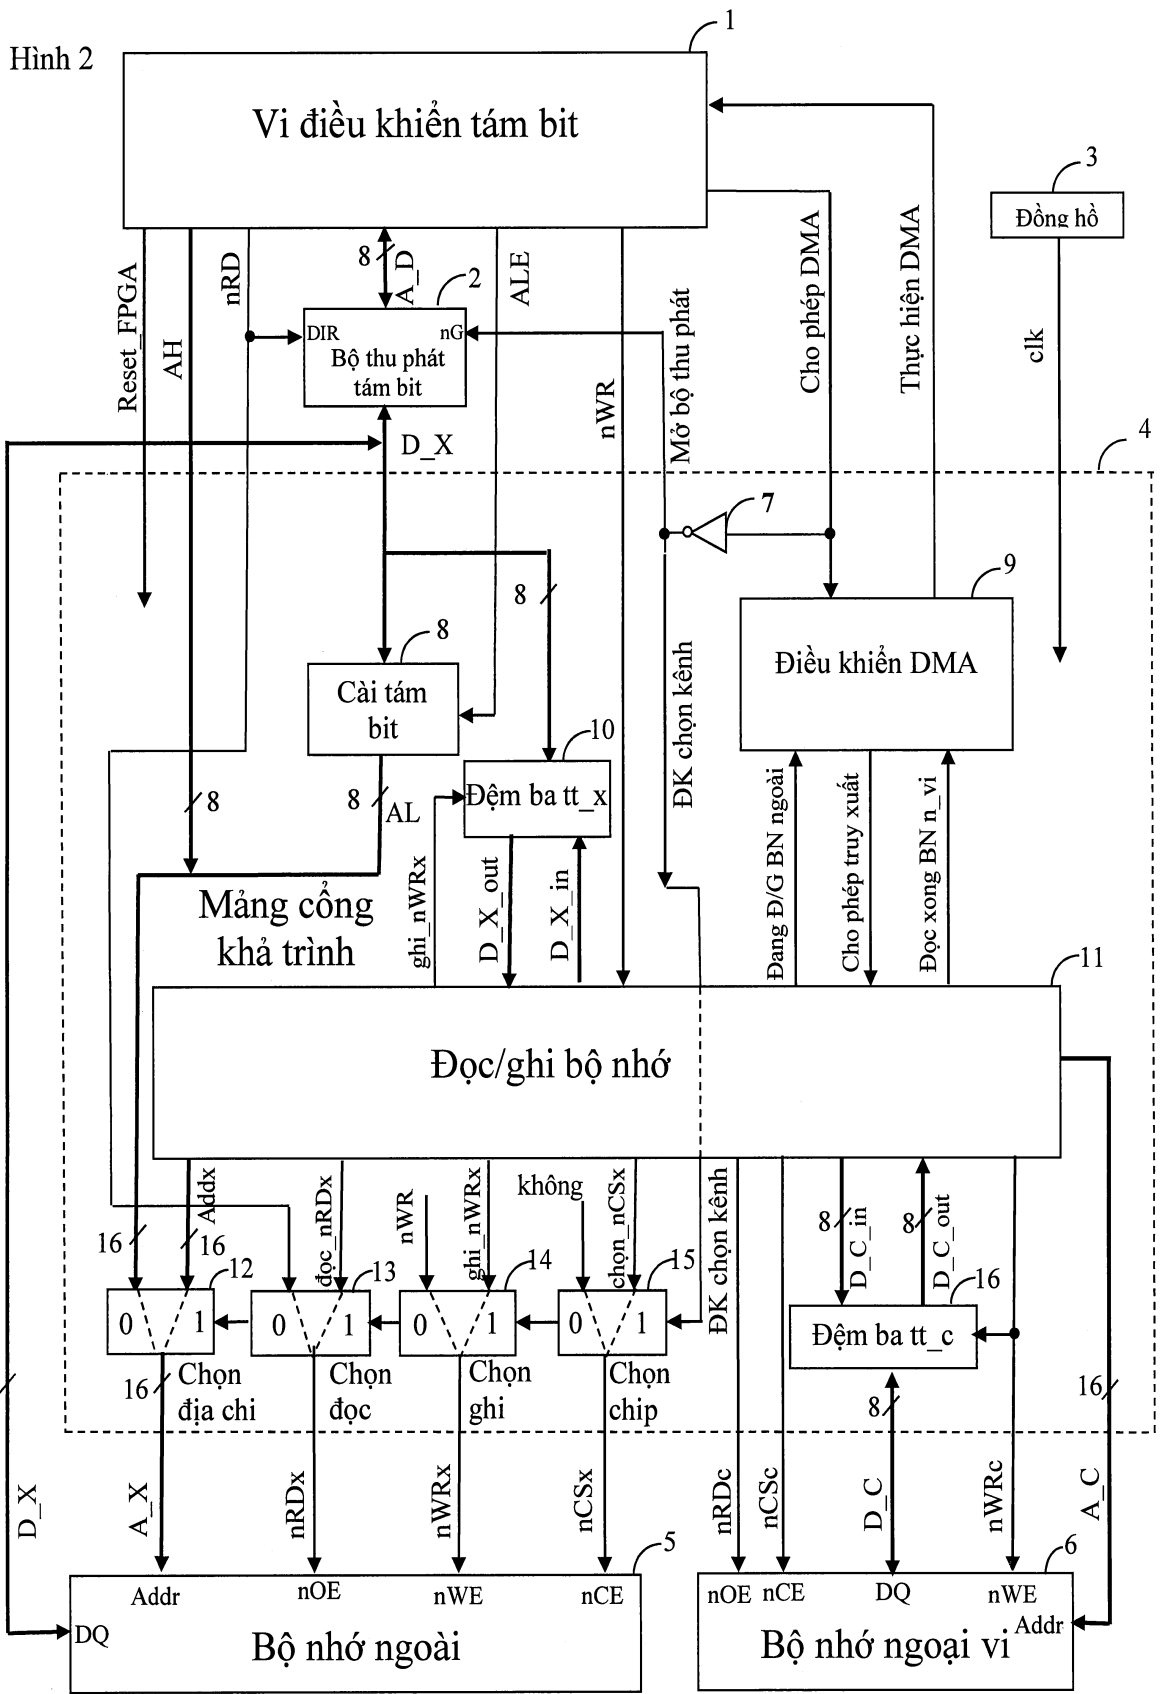 Hình 2
1
Vi điều khiển tám bit
3
Đồng hồ
Reset_FPGA
AH
nRD
8
A_D
ALE
nWR
Mở bộ thu phát
Cho phép DMA
Thực hiện DMA
clk
2
DIR
nG
Bộ thu phát
tám bit
D_X
4
7
8
9
Điều khiển DMA
8
Cài tám
bit
10
Đệm ba tt_x
ĐK chọn kênh
8
8
AL
ghi_nWRx
D_X_out
D_X_in
Đang Đ/G BN ngoài
Cho phép truy xuất
Đọc xong BN n_vi
Mảng cổng
khả trình
11
Đọc/ghi bộ nhớ
Addx
đọc_nRDx
nWR
ghi_nWRx
không
chọn_nCSx
ĐK chọn kênh
8
D_C_in
8
D_C_out
16
16
12
13
14
15
16
0 1
0 1
0 1
0 1
Đệm ba tt_c
16
Chọn
địa chi
Chọn
đọc
Chọn
ghi
Chọn
chip
8
16
D_X
A_X
nRDx
nWRx
nCSx
nRDc
nCSc
D_C
nWRc
A_C
5
6
Addr
nOE
nWE
nCE
DQ
Bộ nhớ ngoài
nOE
nCE
DQ
nWE
Addr
Bộ nhớ ngoại vi